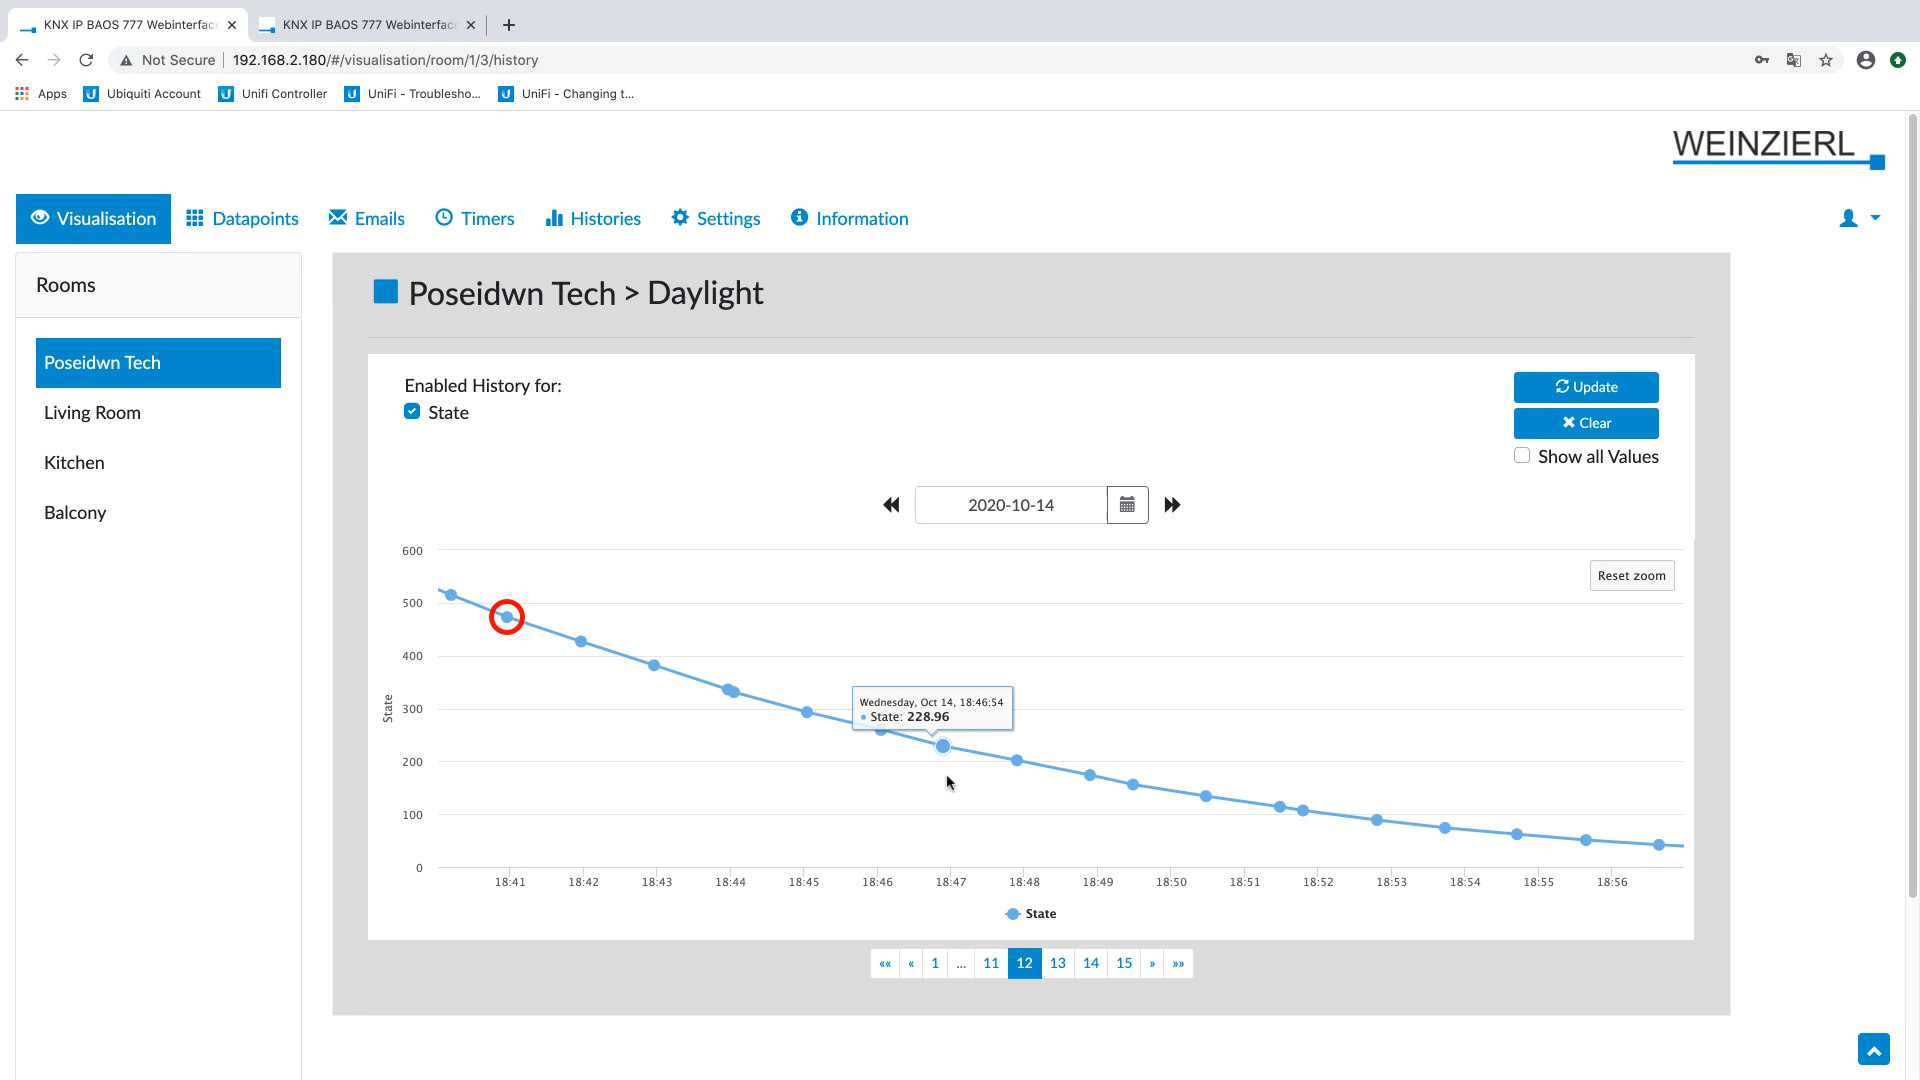 KNX IP BAOS 777 Webinterface
KNX IP BAOS 777 Webinterface
Not Secure 192.168.2.180/#/visualisation/room/1/3/history
Apps Ubiquiti Account Unifi Controller UniFi - Troublesho... UniFi - Changing t...
WEINZIERL
Visualisation Datapoints Emails Timers Histories Settings Information
Rooms
Poseidwn Tech
Living Room
Kitchen
Balcony
Poseidwn Tech > Daylight
Enabled History for:
State
Update
Clear
Show all Values
2020-10-14
Reset zoom
600
500
400
300
200
100
0
State
Wednesday, Oct 14, 18:46:54
State: 228.96
18:41 18:42 18:43 18:44 18:45 18:46 18:47 18:48 18:49 18:50 18:51 18:52 18:53 18:54 18:55 18:56
State
«« « 1 ... 11 12 13 14 15 » »»